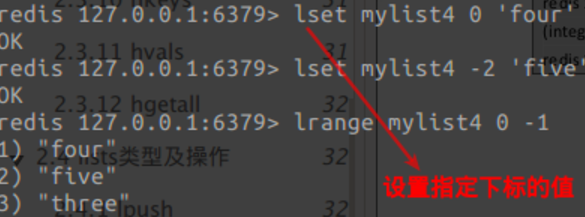 redis 127.0.0.1:6379> lset mylist4 0 'four'
OK
redis 127.0.0.1:6379> lset mylist4 -2 'five'
OK
redis 127.0.0.1:6379> lrange mylist4 0 -1
1) "four"
2) "five"
3) "three"
设置指定下标的值
2.3.11 hvals 31
2.3.12 hgetall 32
2.4 lists类型及操作 32
lpush 32
(integ
redis